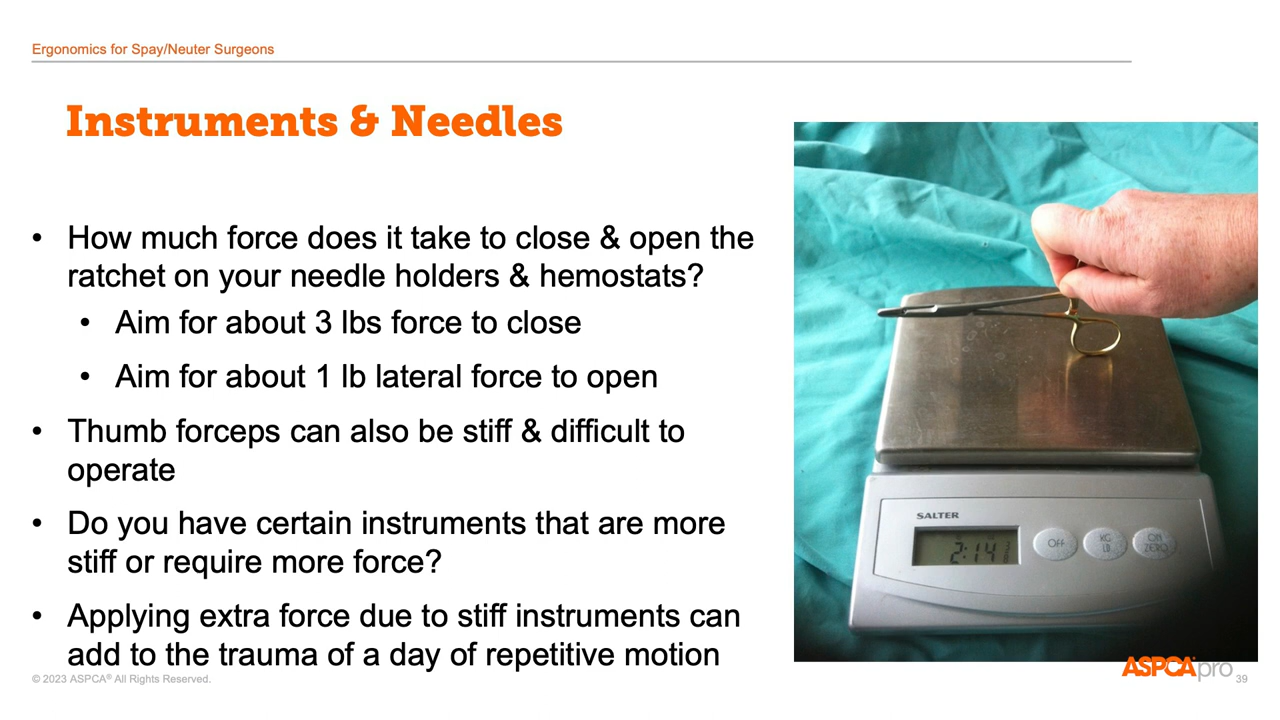 Ergonomics for Spay/Neuter Surgeons
Instruments & Needles
• How much force does it take to close & open the
ratchet on your needle holders & hemostats?
• Aim for about 3 lbs force to close
• Aim for about 1 lb lateral force to open
• Thumb forceps can also be stiff & difficult to
operate
• Do you have certain instruments that are more
stiff or require more force?
• Applying extra force due to stiff instruments can
add to the trauma of a day of repetitive motion
SALTER
2:14
OFF
KG
LB
ON
ZERO
© 2023 ASPCA® All Rights Reserved.
ASPCA® pro
39